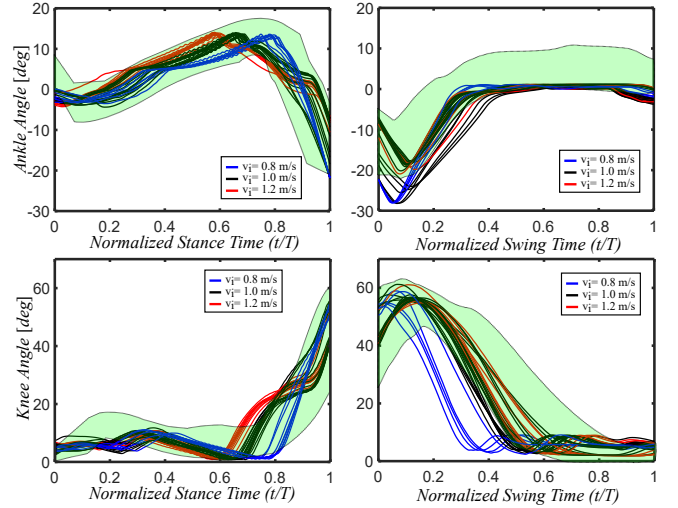 20
10
0
-10
-20
-30
Ankle Angle [deg]
0 0.2 0.4 0.6 0.8 1
Normalized Stance Time (t/T)
vi= 0.8 m/s
vi= 1.0 m/s
vi= 1.2 m/s
20
10
0
-10
-20
-30
0 0.2 0.4 0.6 0.8 1
Normalized Swing Time (t/T)
vi= 0.8 m/s
vi= 1.0 m/s
vi= 1.2 m/s
60
40
20
0
Knee Angle [deg]
0 0.2 0.4 0.6 0.8 1
Normalized Stance Time (t/T)
vi= 0.8 m/s
vi= 1.0 m/s
vi= 1.2 m/s
60
40
20
0
0 0.2 0.4 0.6 0.8 1
Normalized Swing Time (t/T)
vi= 0.8 m/s
vi= 1.0 m/s
vi= 1.2 m/s